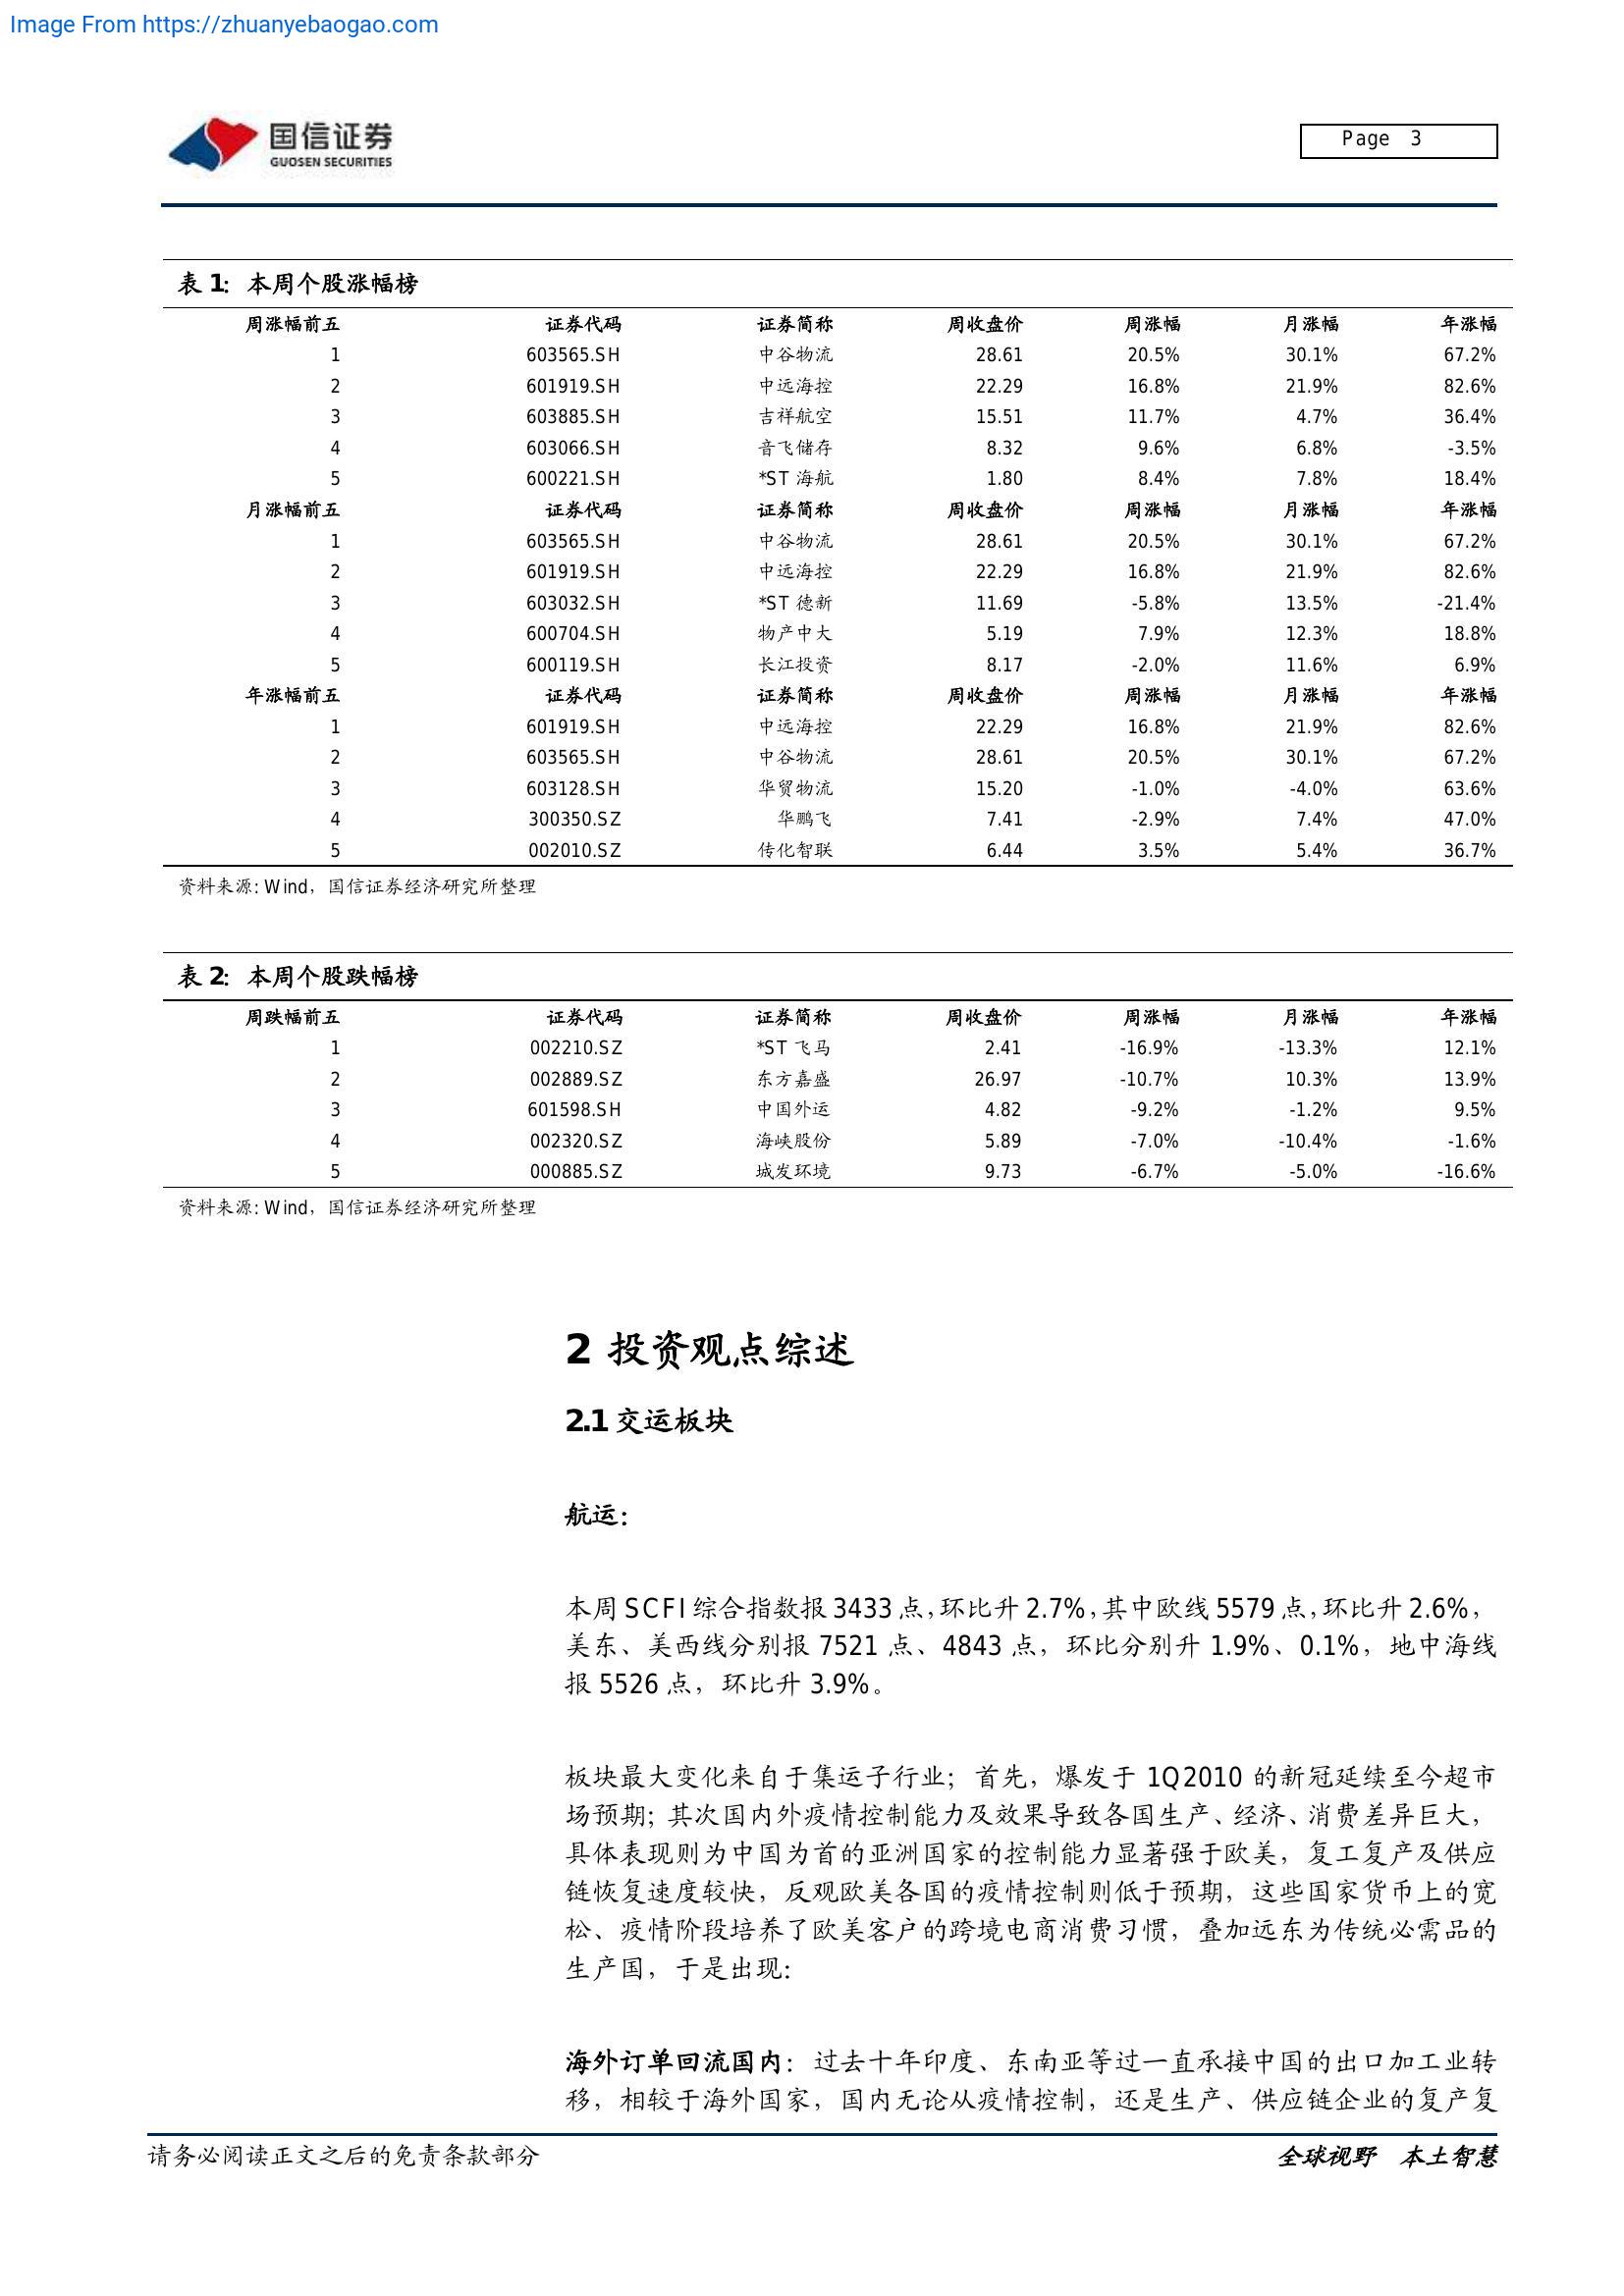 Image From https://zhuanyebaogao.com
国信证券
GUOSEN SECURITIES
Page 3
表 1: 本周个股涨幅榜
周涨幅前五 证券代码 证券简称 周收盘价 周涨幅 月涨幅 年涨幅
1 603565.SH 中谷物流 28.61 20.5% 30.1% 67.2%
2 601919.SH 中远海控 22.29 16.8% 21.9% 82.6%
3 603885.SH 吉祥航空 15.51 11.7% 4.7% 36.4%
4 603066.SH 音飞储存 8.32 9.6% 6.8% -3.5%
5 600221.SH *ST 海航 1.80 8.4% 7.8% 18.4%
月涨幅前五 证券代码 证券简称 周收盘价 周涨幅 月涨幅 年涨幅
1 603565.SH 中谷物流 28.61 20.5% 30.1% 67.2%
2 601919.SH 中远海控 22.29 16.8% 21.9% 82.6%
3 603032.SH *ST 德新 11.69 -5.8% 13.5% -21.4%
4 600704.SH 物产中大 5.19 7.9% 12.3% 18.8%
5 600119.SH 长江投资 8.17 -2.0% 11.6% 6.9%
年涨幅前五 证券代码 证券简称 周收盘价 周涨幅 月涨幅 年涨幅
1 601919.SH 中远海控 22.29 16.8% 21.9% 82.6%
2 603565.SH 中谷物流 28.61 20.5% 30.1% 67.2%
3 603128.SH 华贸物流 15.20 -1.0% -4.0% 63.6%
4 300350.SZ 华鹏飞 7.41 -2.9% 7.4% 47.0%
5 002010.SZ 传化智联 6.44 3.5% 5.4% 36.7%
资料来源: Wind，国信证券经济研究所整理
表 2: 本周个股跌幅榜
周跌幅前五 证券代码 证券简称 周收盘价 周涨幅 月涨幅 年涨幅
1 002210.SZ *ST 飞马 2.41 -16.9% -13.3% 12.1%
2 002889.SZ 东方嘉盛 26.97 -10.7% 10.3% 13.9%
3 601598.SH 中国外运 4.82 -9.2% -1.2% 9.5%
4 002320.SZ 海峡股份 5.89 -7.0% -10.4% -1.6%
5 000885.SZ 城发环境 9.73 -6.7% -5.0% -16.6%
资料来源: Wind，国信证券经济研究所整理
2 投资观点综述
2.1 交运板块
航运：
本周 SCFI 综合指数报 3433 点，环比升 2.7%，其中欧线 5579 点，环比升 2.6%，
美东、美西线分别报 7521 点、4843 点，环比分别升 1.9%、0.1%，地中海线
报 5526 点，环比升 3.9%。
板块最大变化来自于集运子行业；首先，爆发于 1Q2010 的新冠延续至今超市
场预期；其次国内外疫情控制能力及效果导致各国生产、经济、消费差异巨大，
具体表现则为中国为首的亚洲国家的控制能力显著强于欧美，复工复产及供应
链恢复速度较快，反观欧美各国的疫情控制则低于预期，这些国家货币上的宽
松、疫情阶段培养了欧美客户的跨境电商消费习惯，叠加远东为传统必需品的
生产国，于是出现：
海外订单回流国内：过去十年印度、东南亚等过一直承接中国的出口加工业转
移，相较于海外国家，国内无论从疫情控制，还是生产、供应链企业的复产复
请务必阅读正文之后的免责条款部分
全球视野 本土智慧